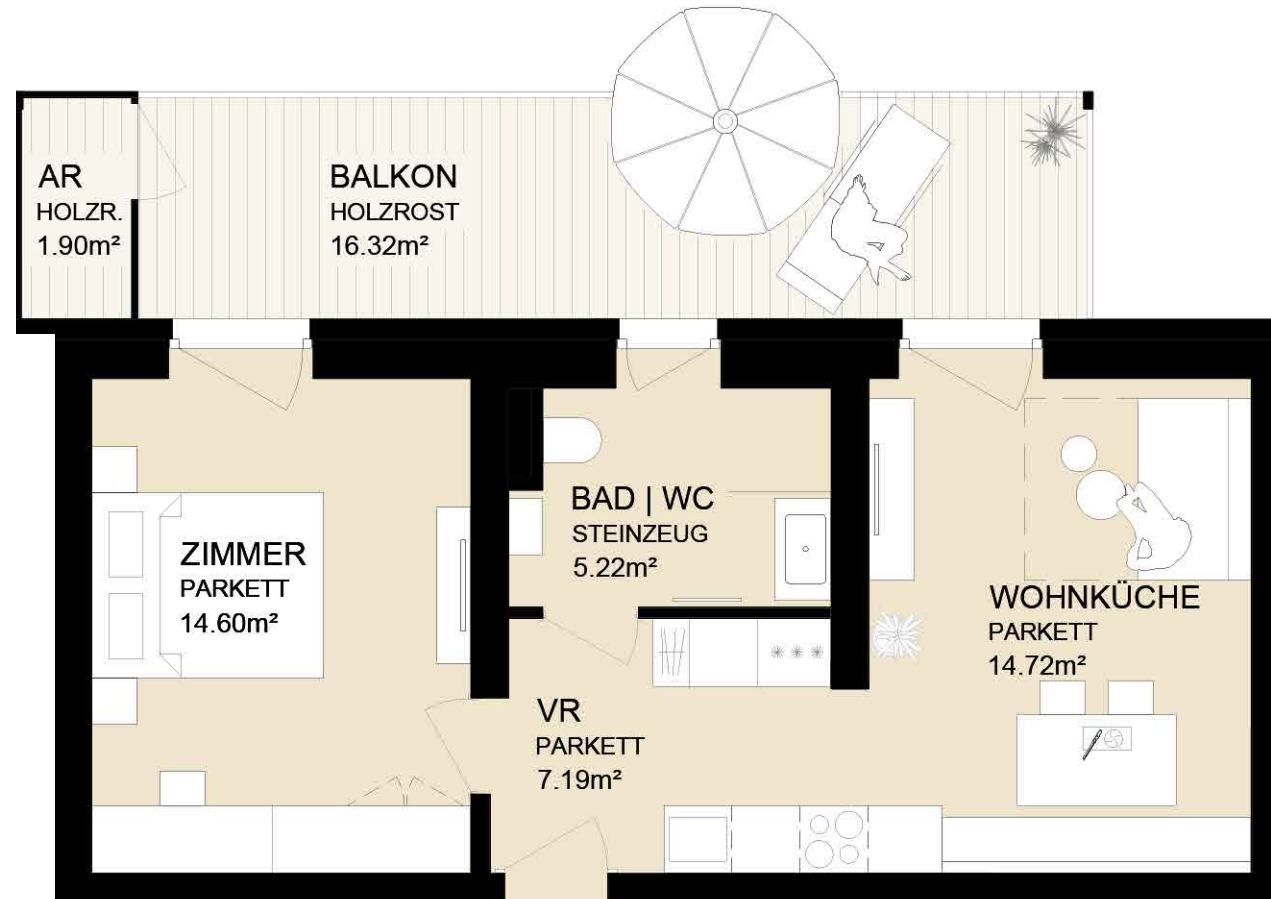 AR
HOLZR.
1.90m²
BALKON
HOLZROST
16.32m²
ZIMMER
PARKETT
14.60m²
BAD | WC
STEINZEUG
5.22m²
WOHNKÜCHE
PARKETT
14.72m²
VR
PARKETT
7.19m²